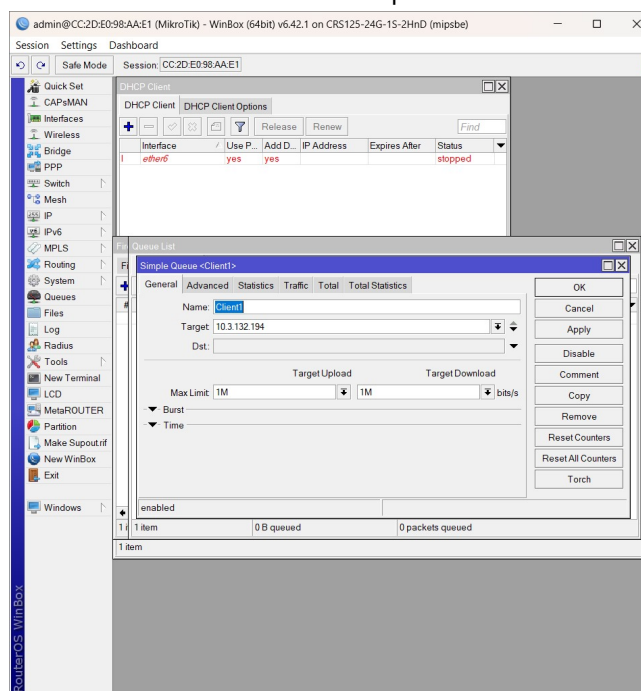 admin@CC:2D:E0:98:AA:E1 (MikroTik) - WinBox (64bit) v6.42.1 on CRS125-24G-1S-2HnD (mipsbe)
Session Settings Dashboard
Safe Mode Session: CC:2D:E0:98:AA:E1
Quick Set
CAPsMAN
Interfaces
Wireless
Bridge
PPP
Switch
Mesh
IP
IPv6
MPLS
Routing
System
Queues
Files
Log
Radius
Tools
New Terminal
LCD
MetaROUTER
Partition
Make Supout.rif
New WinBox
Exit
Windows
RouterOS WinBox
DHCP Client
DHCP Client DHCP Client Options
Release Renew Find
Interface / Use P... Add D... IP Address Expires After Status
I ether6 yes yes stopped
Queue List
Simple Queue <Client1>
General Advanced Statistics Traffic Total Total Statistics
Name: Client1
Target: 10.3.132.194
Dst.:
Target Upload Target Download
Max Limit: 1M 1M bits/s
Burst
Time
OK
Cancel
Apply
Disable
Comment
Copy
Remove
Reset Counters
Reset All Counters
Torch
enabled
1 item 0 B queued 0 packets queued
1 item